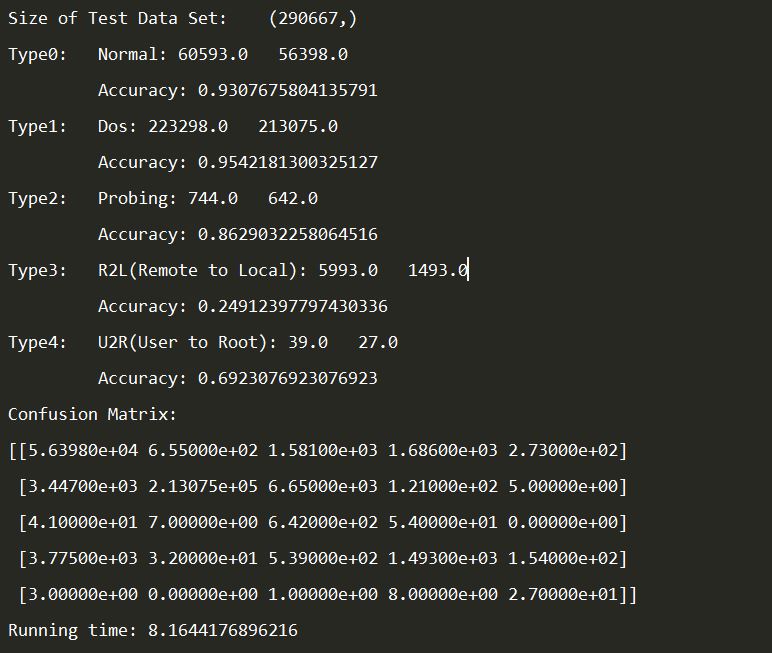 Size of Test Data Set:    (290667,)
Type0:   Normal: 60593.0   56398.0
         Accuracy: 0.9307675804135791
Type1:   Dos: 223298.0   213075.0
         Accuracy: 0.9542181300325127
Type2:   Probing: 744.0   642.0
         Accuracy: 0.8629032258064516
Type3:   R2L(Remote to Local): 5993.0   1493.0
         Accuracy: 0.24912397797430336
Type4:   U2R(User to Root): 39.0   27.0
         Accuracy: 0.6923076923076923
Confusion Matrix:
[[5.63980e+04 6.55000e+02 1.58100e+03 1.68600e+03 2.73000e+02]
 [3.44700e+03 2.13075e+05 6.65000e+03 1.21000e+02 5.00000e+00]
 [4.10000e+01 7.00000e+00 6.42000e+02 5.40000e+01 0.00000e+00]
 [3.77500e+03 3.20000e+01 5.39000e+02 1.49300e+03 1.54000e+02]
 [3.00000e+00 0.00000e+00 1.00000e+00 8.00000e+00 2.70000e+01]]
Running time: 8.1644176896216